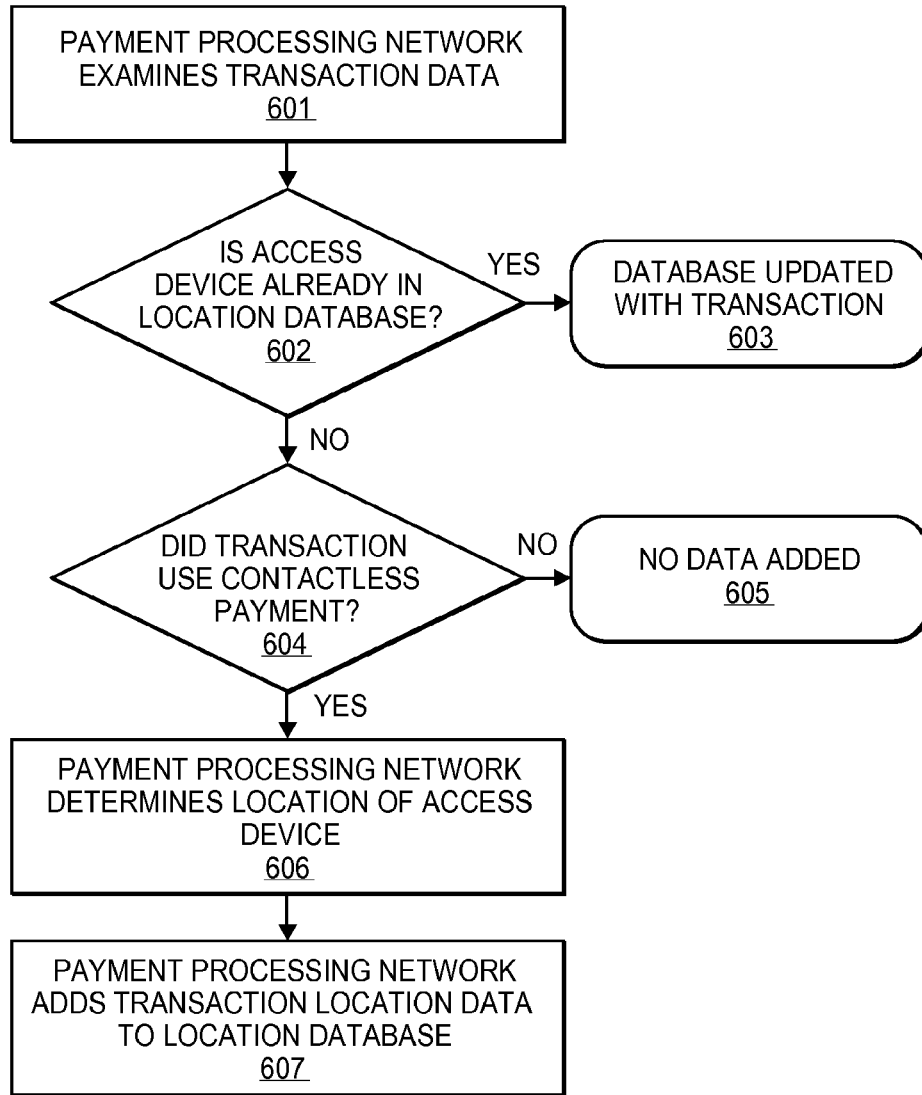 PAYMENT PROCESSING NETWORK
EXAMINES TRANSACTION DATA
601
IS ACCESS
DEVICE ALREADY IN
LOCATION DATABASE?
602
YES
DATABASE UPDATED
WITH TRANSACTION
603
NO
DID TRANSACTION
USE CONTACTLESS
PAYMENT?
604
NO
NO DATA ADDED
605
YES
PAYMENT PROCESSING NETWORK
DETERMINES LOCATION OF ACCESS
DEVICE
606
PAYMENT PROCESSING NETWORK
ADDS TRANSACTION LOCATION DATA
TO LOCATION DATABASE
607